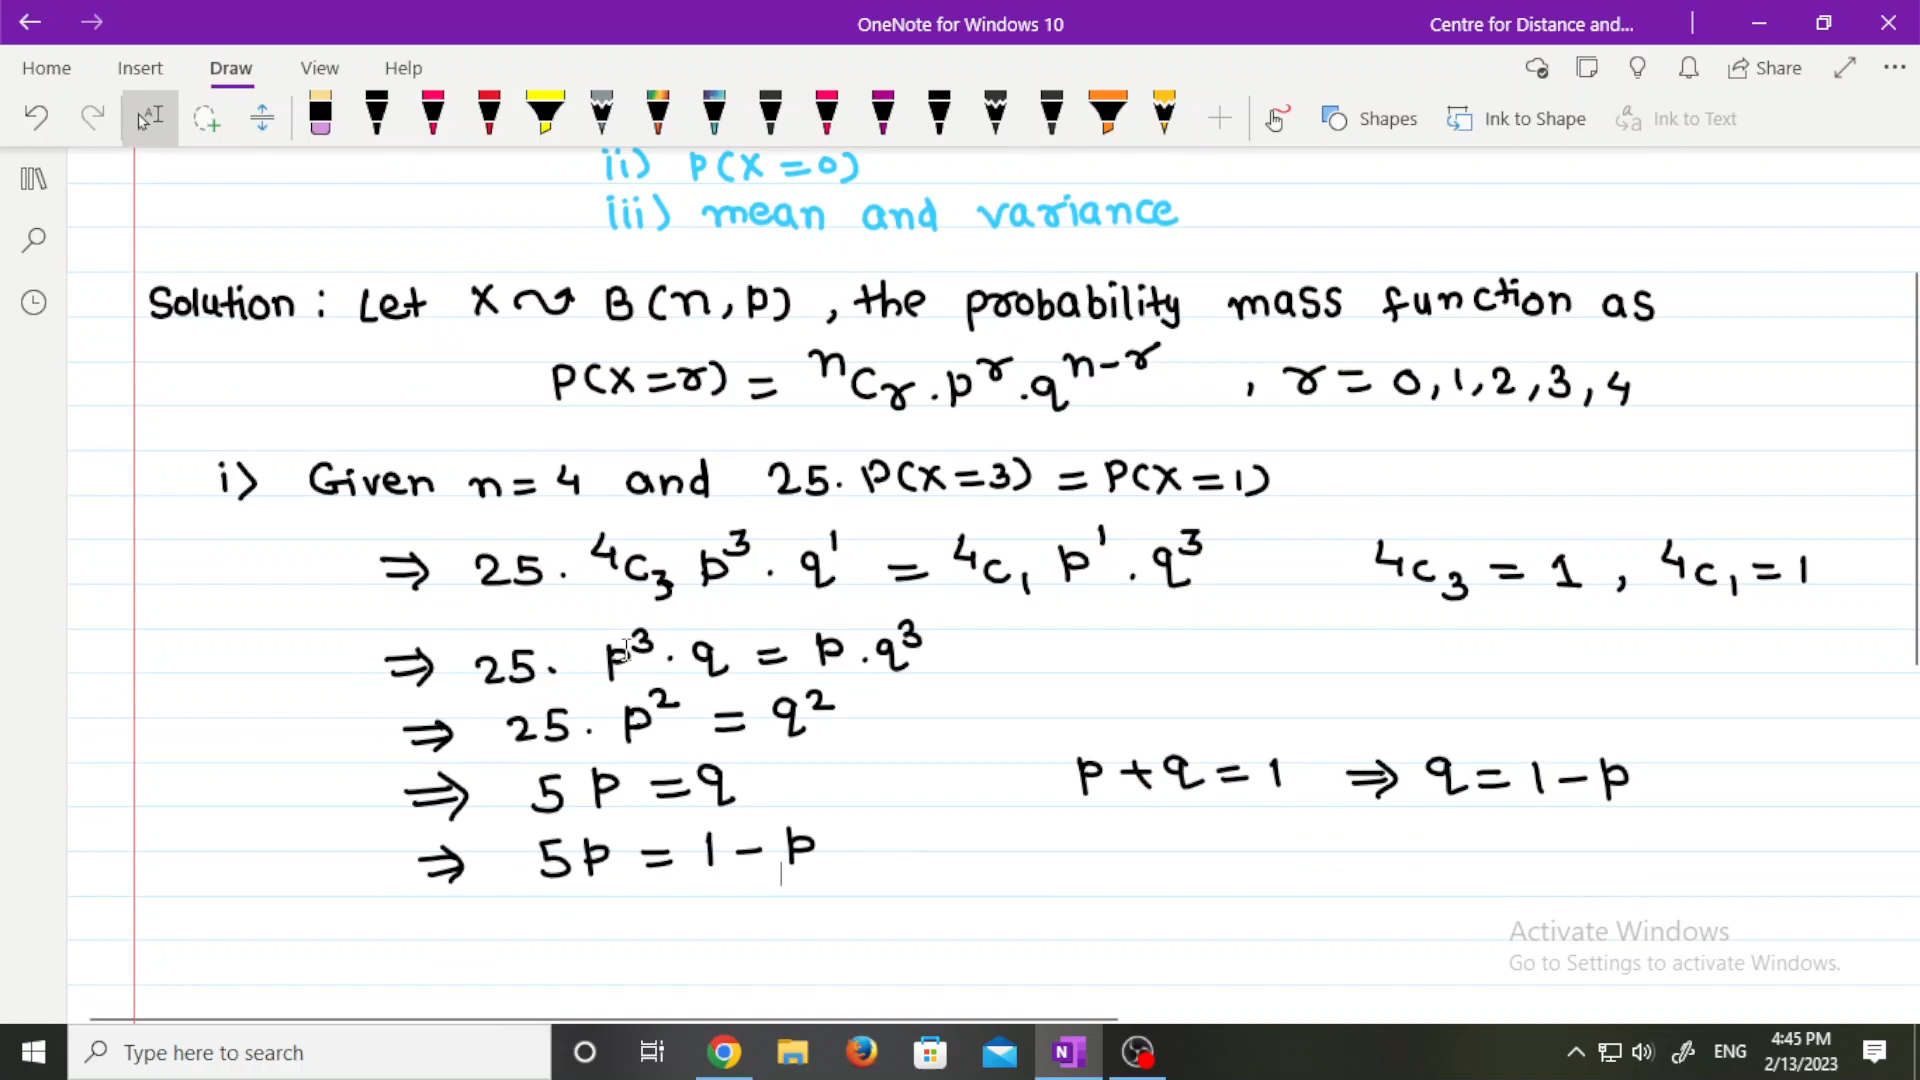 OneNote for Windows 10
Centre for Distance and...
Home Insert Draw View Help
Share
Shapes Ink to Shape Ink to Text
ii) P(X=0)
iii) mean and variance
Solution : Let X ⤳ B(n,p) , the probability mass function as
P(X=r) = ⁿCᵣ.pʳ.qⁿ⁻ʳ , r = 0,1,2,3,4
i) Given n=4 and 25. P(X=3) = P(X=1)
⇒ 25. ⁴C₃ p³. q¹ = ⁴C₁ p¹. q³ ⁴C₃ = 1 , ⁴C₁ = 1
⇒ 25. p³. q = p.q³
⇒ 25. p² = q²
⇒ 5p = q p+q=1 ⇒ q=1-p
⇒ 5p = 1-p
Activate Windows
Go to Settings to activate Windows.
Type here to search
ENG
4:45 PM
2/13/2023